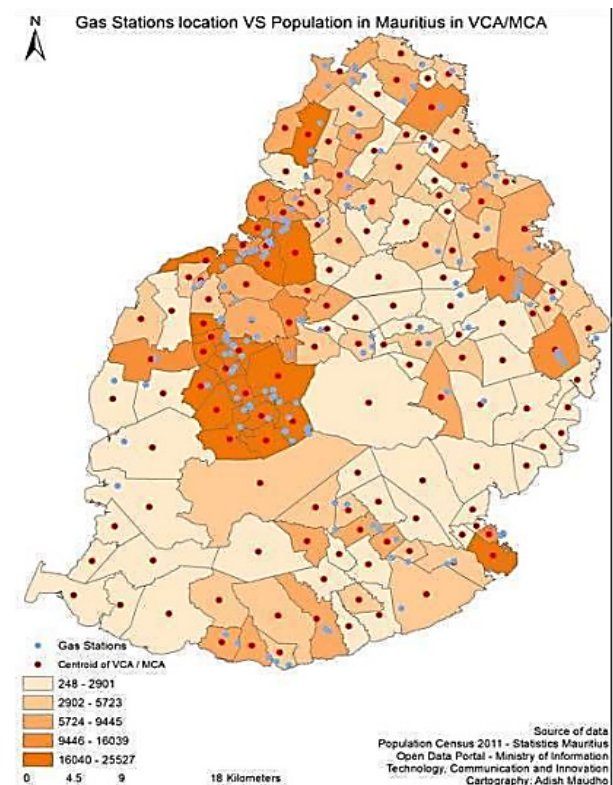 Gas Stations location VS Population in Mauritius in VCA/MCA
N
Gas Stations
Centroid of VCA / MCA
248 - 2901
2902 - 5723
5724 - 9445
9446 - 16039
16040 - 25527
0 4.5 9 18 Kilometers
Source of data
Population Census 2011 - Statistics Mauritius
Open Data Portal - Ministry of Information
Technology, Communication and Innovation
Cartography: Adish Maudho